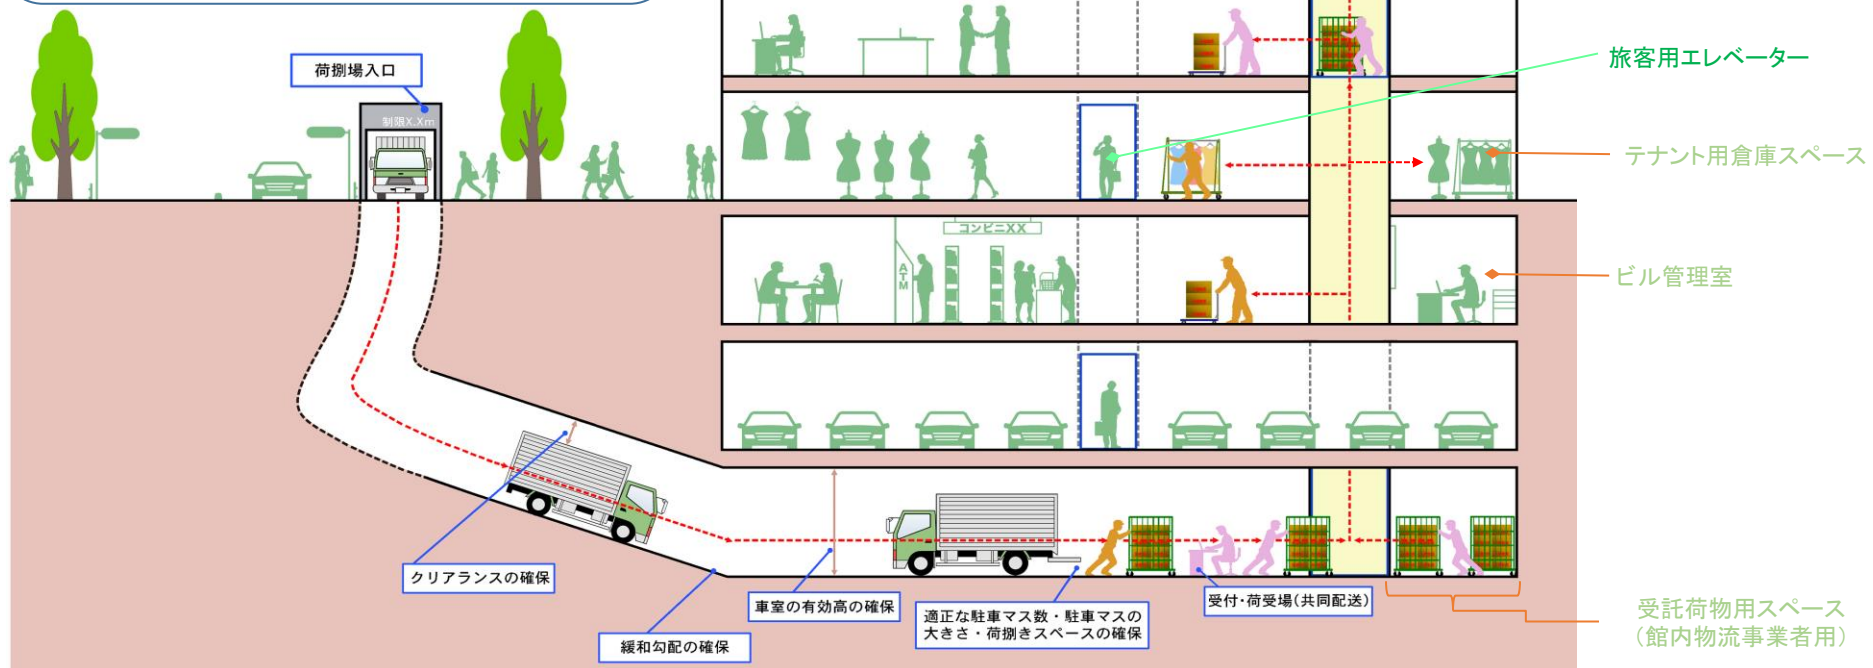 荷捌場入口
制限X.Xm
旅客用エレベーター
テナント用倉庫スペース
コンビニXX
ATM
ビル管理室
クリアランスの確保
車室の有効高の確保
緩和勾配の確保
適正な駐車マス数・駐車マスの
大きさ・荷捌きスペースの確保
受付・荷受場(共同配送)
受託荷物用スペース
(館内物流事業者用)